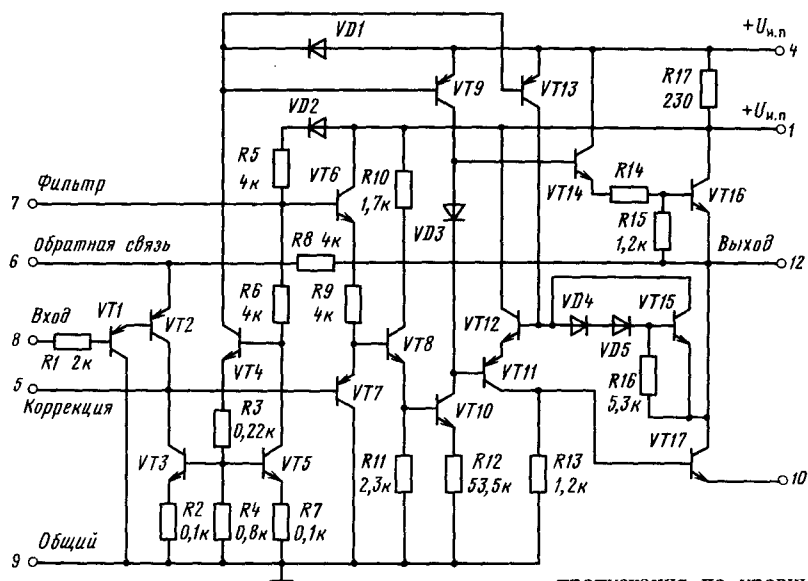 +Uи.п
4
VD1
R17
230
VT9
VT13
+Uи.п
1
VD2
R5
4к
VT6
R10
1,7к
VT14
R14
VT16
Фильтр
7
VD3
R15
1,2к
Обратная связь
6
R8 4к
Выход
12
VT1
Вход
8
R1 2к
VT2
R6
4к
R9
4к
VT8
VT12
VD4
VT15
VD5
VT4
VT11
R16
5,3к
5
Коррекция
R3
0,22к
VT7
VT10
VT17
VT3
VT5
R2
0,1к
R4
0,8к
R7
0,1к
R11
2,3к
R12
53,5к
R13
1,2к
10
Общий
9